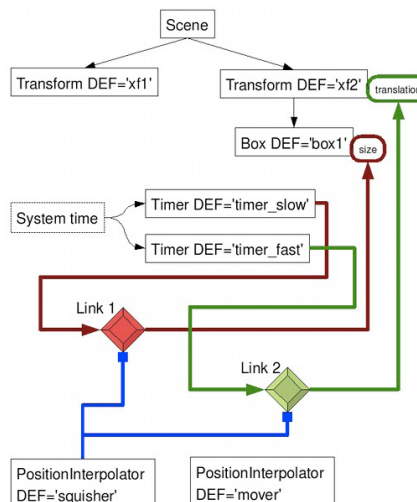 Scene
Transform DEF='xf1'
Transform DEF='xf2'
translation
Box DEF='box1'
size
Timer DEF='timer_slow'
System time
Timer DEF='timer_fast'
Link 1
Link 2
PositionInterpolator
DEF='squisher'
PositionInterpolator
DEF='mover'